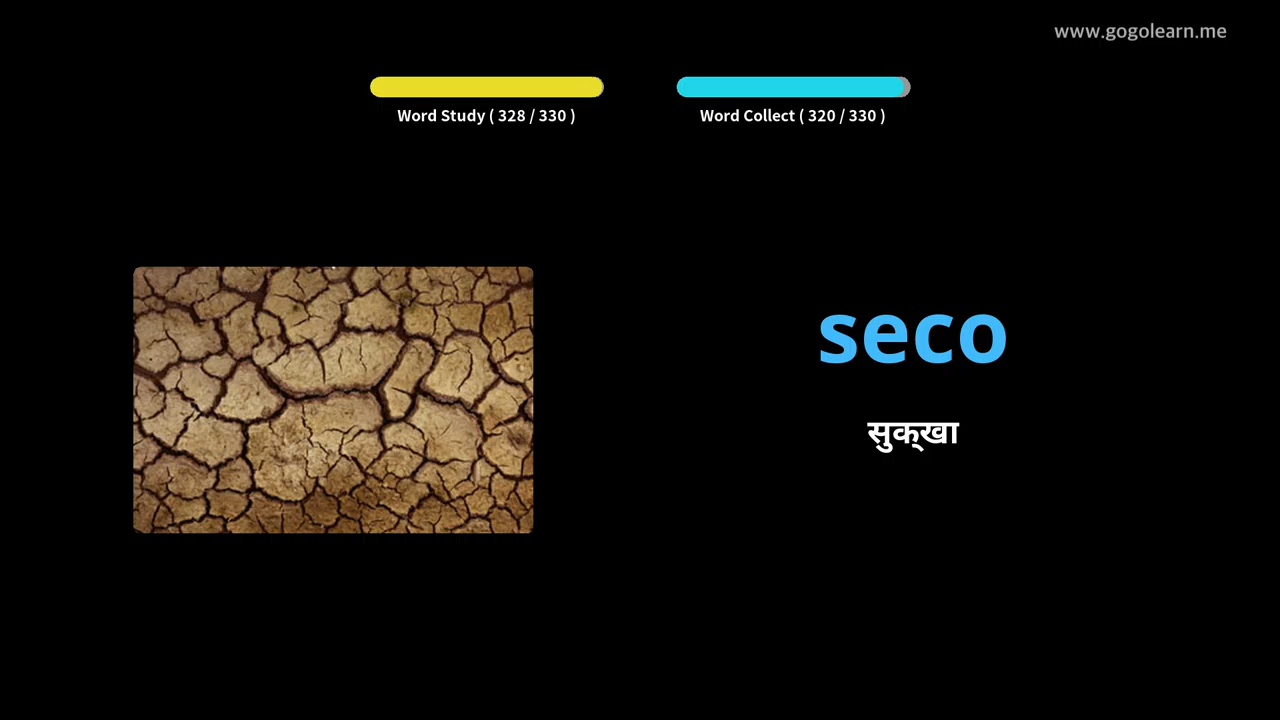 www.gogolearn.me
Word Study ( 328 / 330 )
Word Collect ( 320 / 330 )
seco
सुक्खा